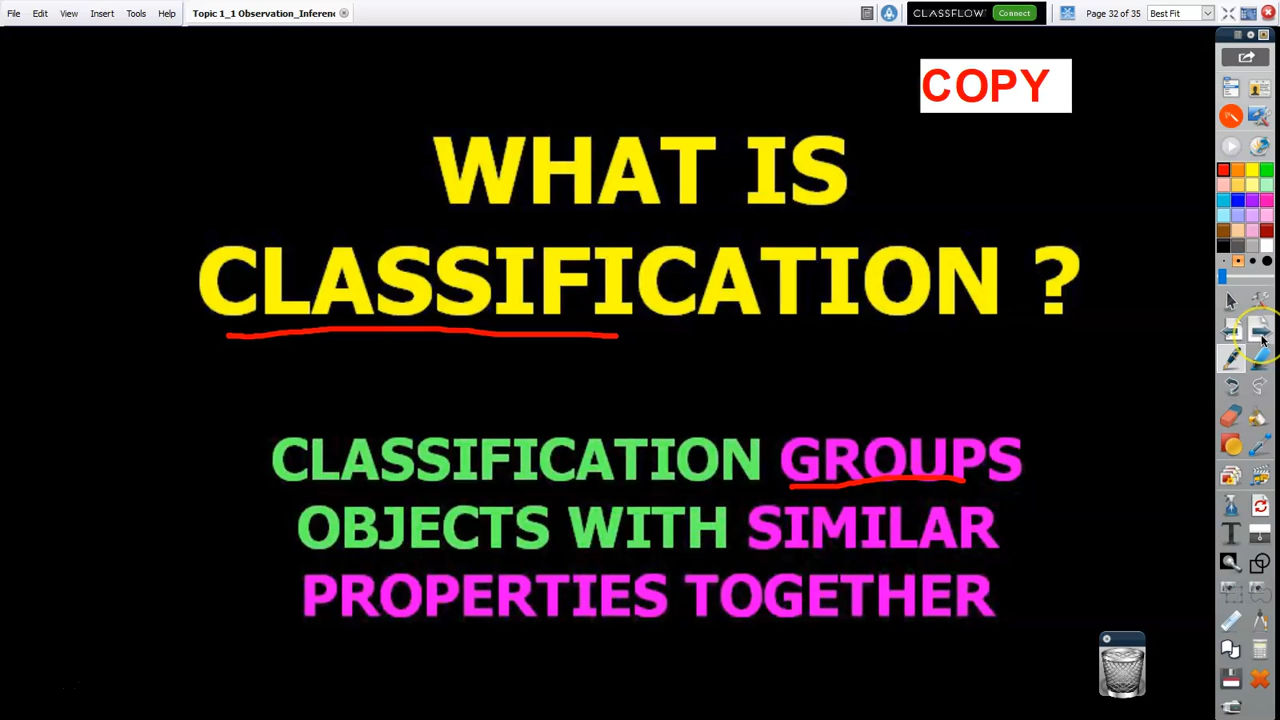 File Edit View Insert Tools Help Topic 1_1 Observation_Inferen CLASSFLOW Connect Page 32 of 35 Best Fit
COPY
WHAT IS
CLASSIFICATION ?
CLASSIFICATION GROUPS
OBJECTS WITH SIMILAR
PROPERTIES TOGETHER